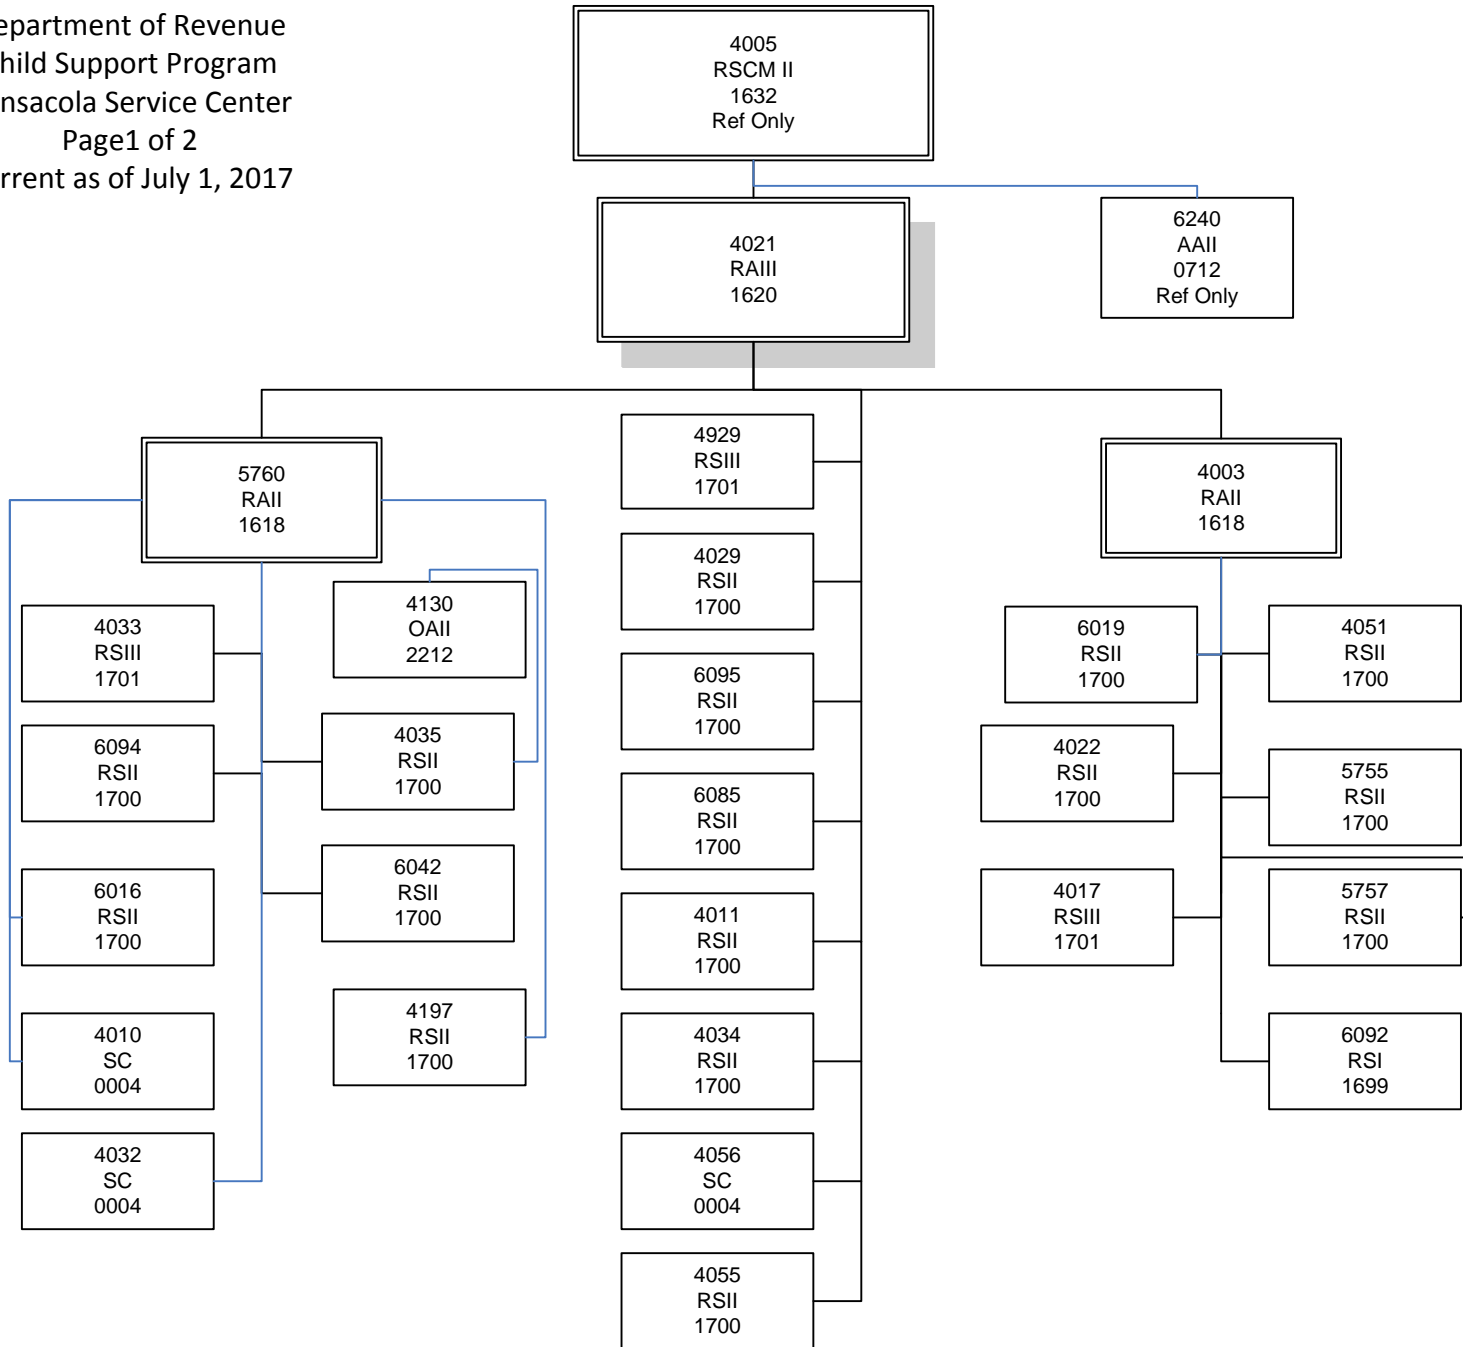 epartment of Revenue
hild Support Program
nsacola Service Center
Page1 of 2
rrent as of July 1, 2017
4005
RSCM II
1632
Ref Only
4021
RAIII
1620
6240
AAII
0712
Ref Only
5760
RAII
1618
4033
RSIII
1701
6094
RSII
1700
6016
RSII
1700
4010
SC
0004
4032
SC
0004
4130
OAII
2212
4035
RSII
1700
6042
RSII
1700
4197
RSII
1700
4929
RSIII
1701
4029
RSII
1700
6095
RSII
1700
6085
RSII
1700
4011
RSII
1700
4034
RSII
1700
4056
SC
0004
4055
RSII
1700
4003
RAII
1618
6019
RSII
1700
4022
RSII
1700
4017
RSIII
1701
4051
RSII
1700
5755
RSII
1700
5757
RSII
1700
6092
RSI
1699